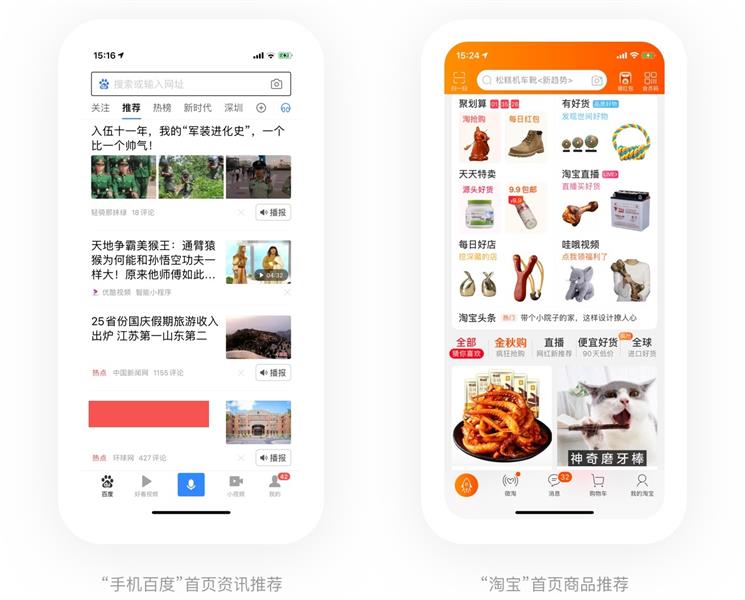 15:16
搜索或输入网址
关注 推荐 热榜 新时代 深圳
入伍十一年，我的“军装进化史”，一个
比一个帅气！
轻骑那抹绿 18评论
播报
天地争霸美猴王：通臂猿
猴为何能和孙悟空功夫一
样大！原来他师傅如此…
04:32
优酷视频 智能小程序
25省份国庆假期旅游收入
出炉 江苏第一山东第二
热点 中国新闻网 1155评论
播报
热点 环球网 427评论
播报
42
百度 好看视频 小视频 我的
“手机百度”首页资讯推荐
15:24
扫一扫
松糕机车靴<新趋势>
领红包
会员码
聚划算 01 05 26
有好货 品质好物
淘抢购 每日红包
发现世间好物
天天特卖
淘宝直播 LIVE
源头好货 9.9包邮
直播买好货
9.9
每日好店
哇哦视频
挖深藏的店
点我领福利了
淘宝头条 热门 带个小院子的家，这样设计撩人心
全部 金秋购 直播 便宜好货 全球
猜你喜欢 疯狂抢购 网红新推荐 90天低价 进口好货
神奇磨牙棒
32
微淘 消息 购物车 我的淘宝
“淘宝”首页商品推荐